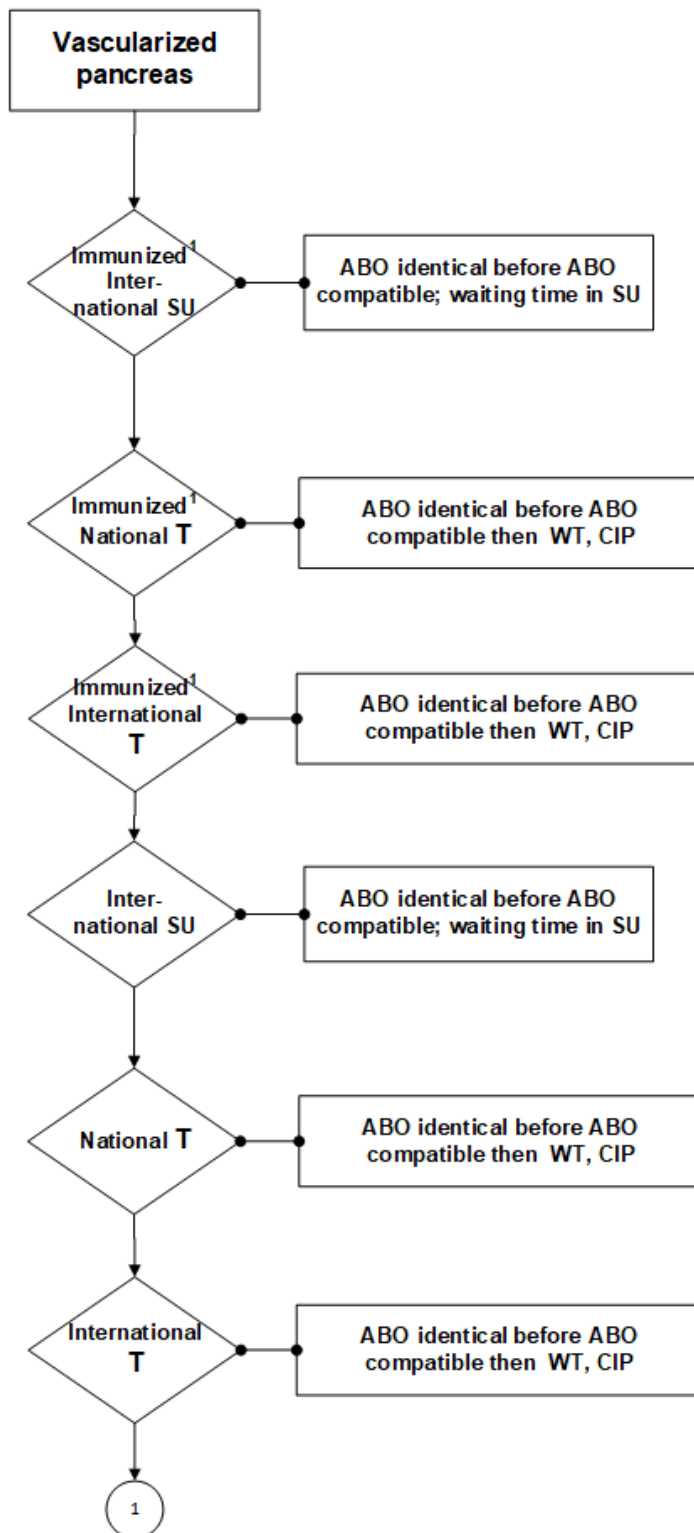 Vascularized
pancreas
Immunized1
Inter-
national SU
ABO identical before ABO
compatible; waiting time in SU
Immunized1
National T
ABO identical before ABO
compatible then WT, CIP
Immunized1
International
T
ABO identical before ABO
compatible then WT, CIP
Inter-
national SU
ABO identical before ABO
compatible; waiting time in SU
National T
ABO identical before ABO
compatible then WT, CIP
International
T
ABO identical before ABO
compatible then WT, CIP
1